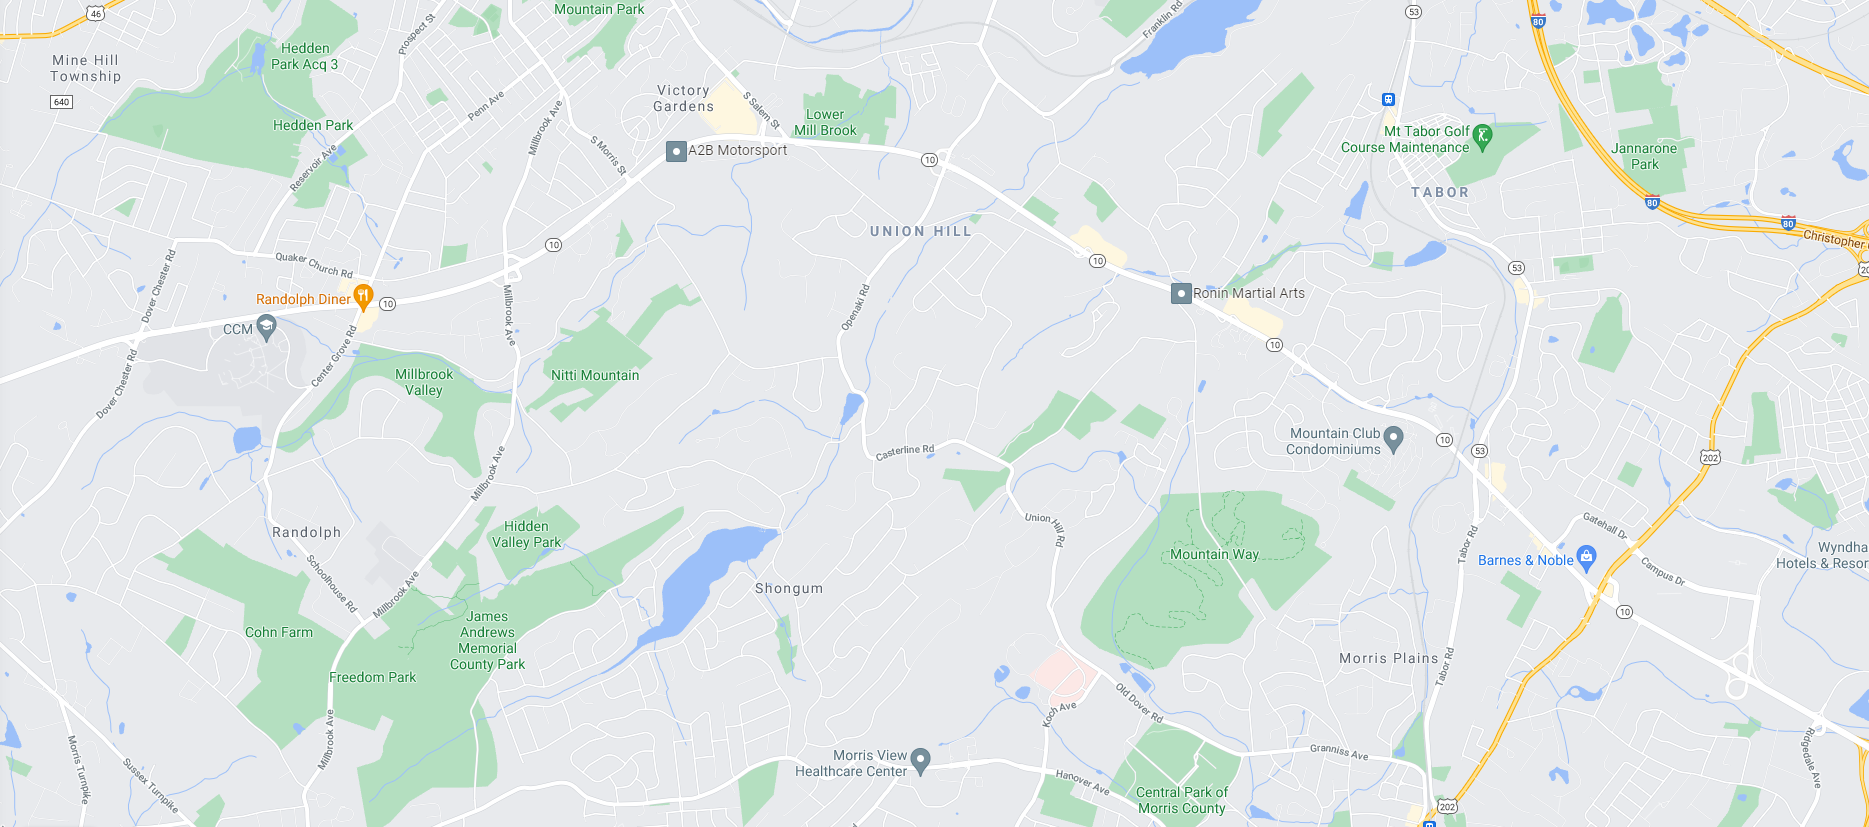 46
Mountain Park
Prospect St
Franklin Rd
53
80
Mine Hill
Township
Hedden
Park Acq 3
640
Penn Ave
Victory
Gardens
S Salem St
Lower
Mill Brook
Hedden Park
Millbrook Ave
S Morris St
Reservoir Ave
A2B Motorsport
10
Mt Tabor Golf
Course Maintenance
Jannarone
Park
TABOR
80
80
UNION HILL
Christopher
20
10
10
53
Dover Chester Rd
Quaker Church Rd
Randolph Diner
10
CCM
Center Grove Rd
Millbrook Ave
Openaki Rd
Ronin Martial Arts
10
Dover Chester Rd
Millbrook
Valley
Nitti Mountain
Mountain Club
Condominiums
10
53
202
Casterline Rd
Millbrook Ave
Union Hill Rd
Randolph
Hidden
Valley Park
Mountain Way
Tabor Rd
Gatehall Dr
Barnes & Noble
Campus Dr
Wyndha
Hotels & Resor
10
Schoolhouse Rd
Millbrook Ave
Shongum
Cohn Farm
James
Andrews
Memorial
County Park
Freedom Park
Morris Plains
Tabor Rd
Old Dover Rd
Koch Ave
Millbrook Ave
Morris Turnpike
Sussex Turnpike
Morris View
Healthcare Center
Granniss Ave
Hanover Ave
Central Park of
Morris County
202
Ridgedale Ave